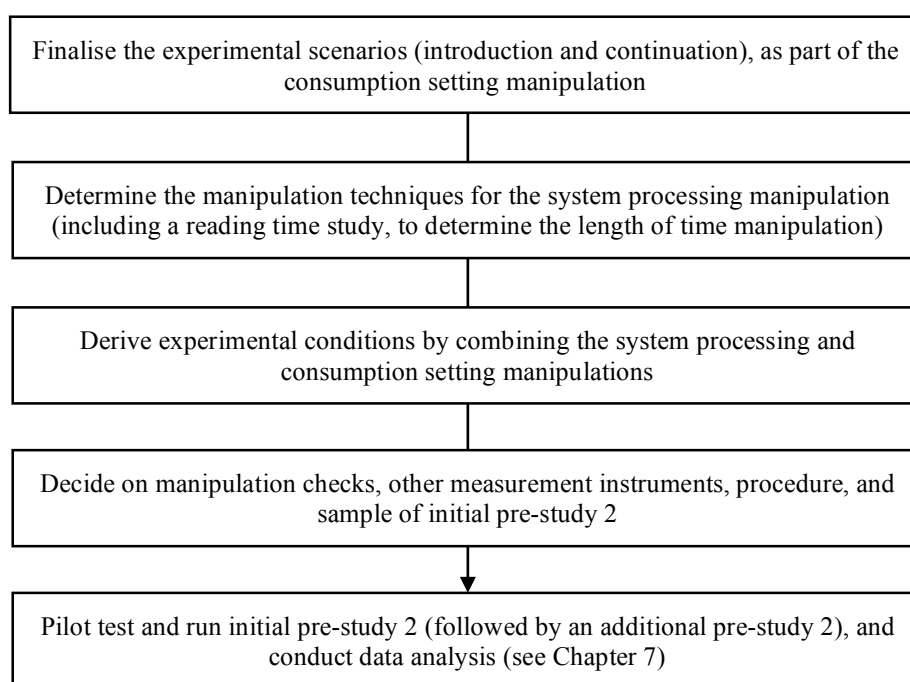 Finalise the experimental scenarios (introduction and continuation), as part of the
consumption setting manipulation
Determine the manipulation techniques for the system processing manipulation
(including a reading time study, to determine the length of time manipulation)
Derive experimental conditions by combining the system processing and
consumption setting manipulations
Decide on manipulation checks, other measurement instruments, procedure, and
sample of initial pre-study 2
Pilot test and run initial pre-study 2 (followed by an additional pre-study 2), and
conduct data analysis (see Chapter 7)